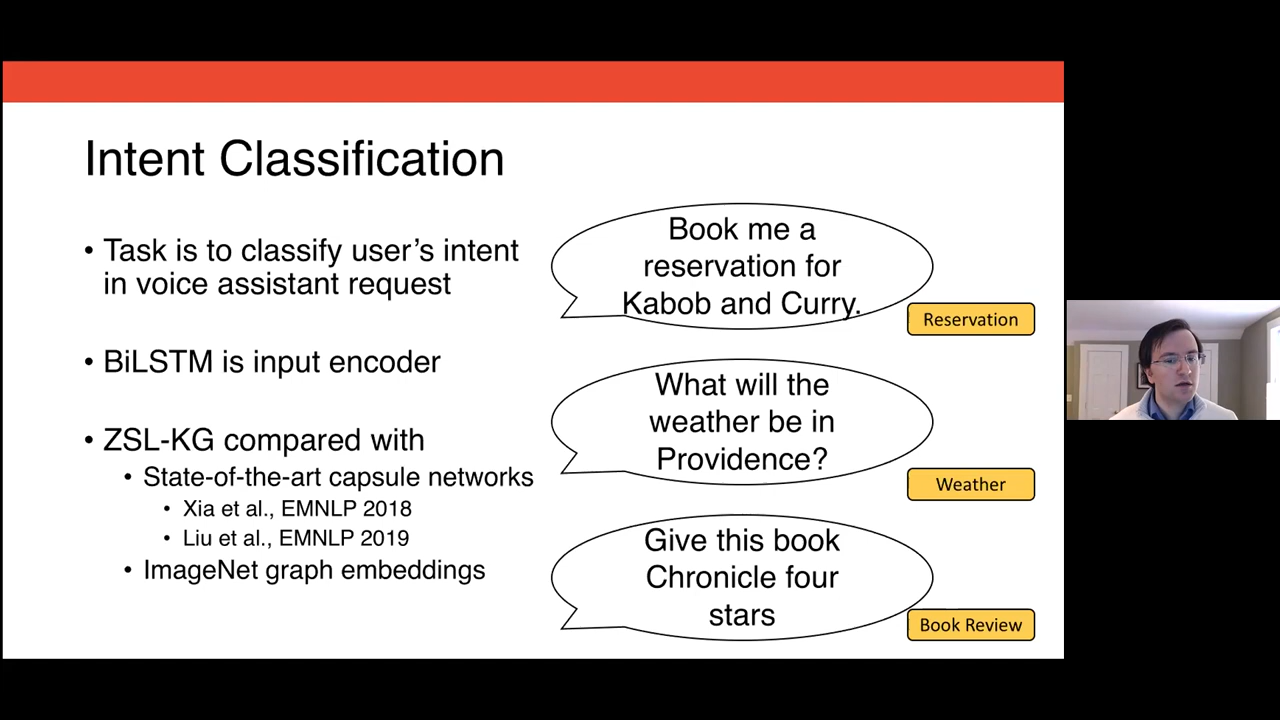 Intent Classification
• Task is to classify user's intent
in voice assistant request
• BiLSTM is input encoder
• ZSL-KG compared with
• State-of-the-art capsule networks
• Xia et al., EMNLP 2018
• Liu et al., EMNLP 2019
• ImageNet graph embeddings
Book me a
reservation for
Kabob and Curry.
Reservation
What will the
weather be in
Providence?
Weather
Give this book
Chronicle four
stars
Book Review